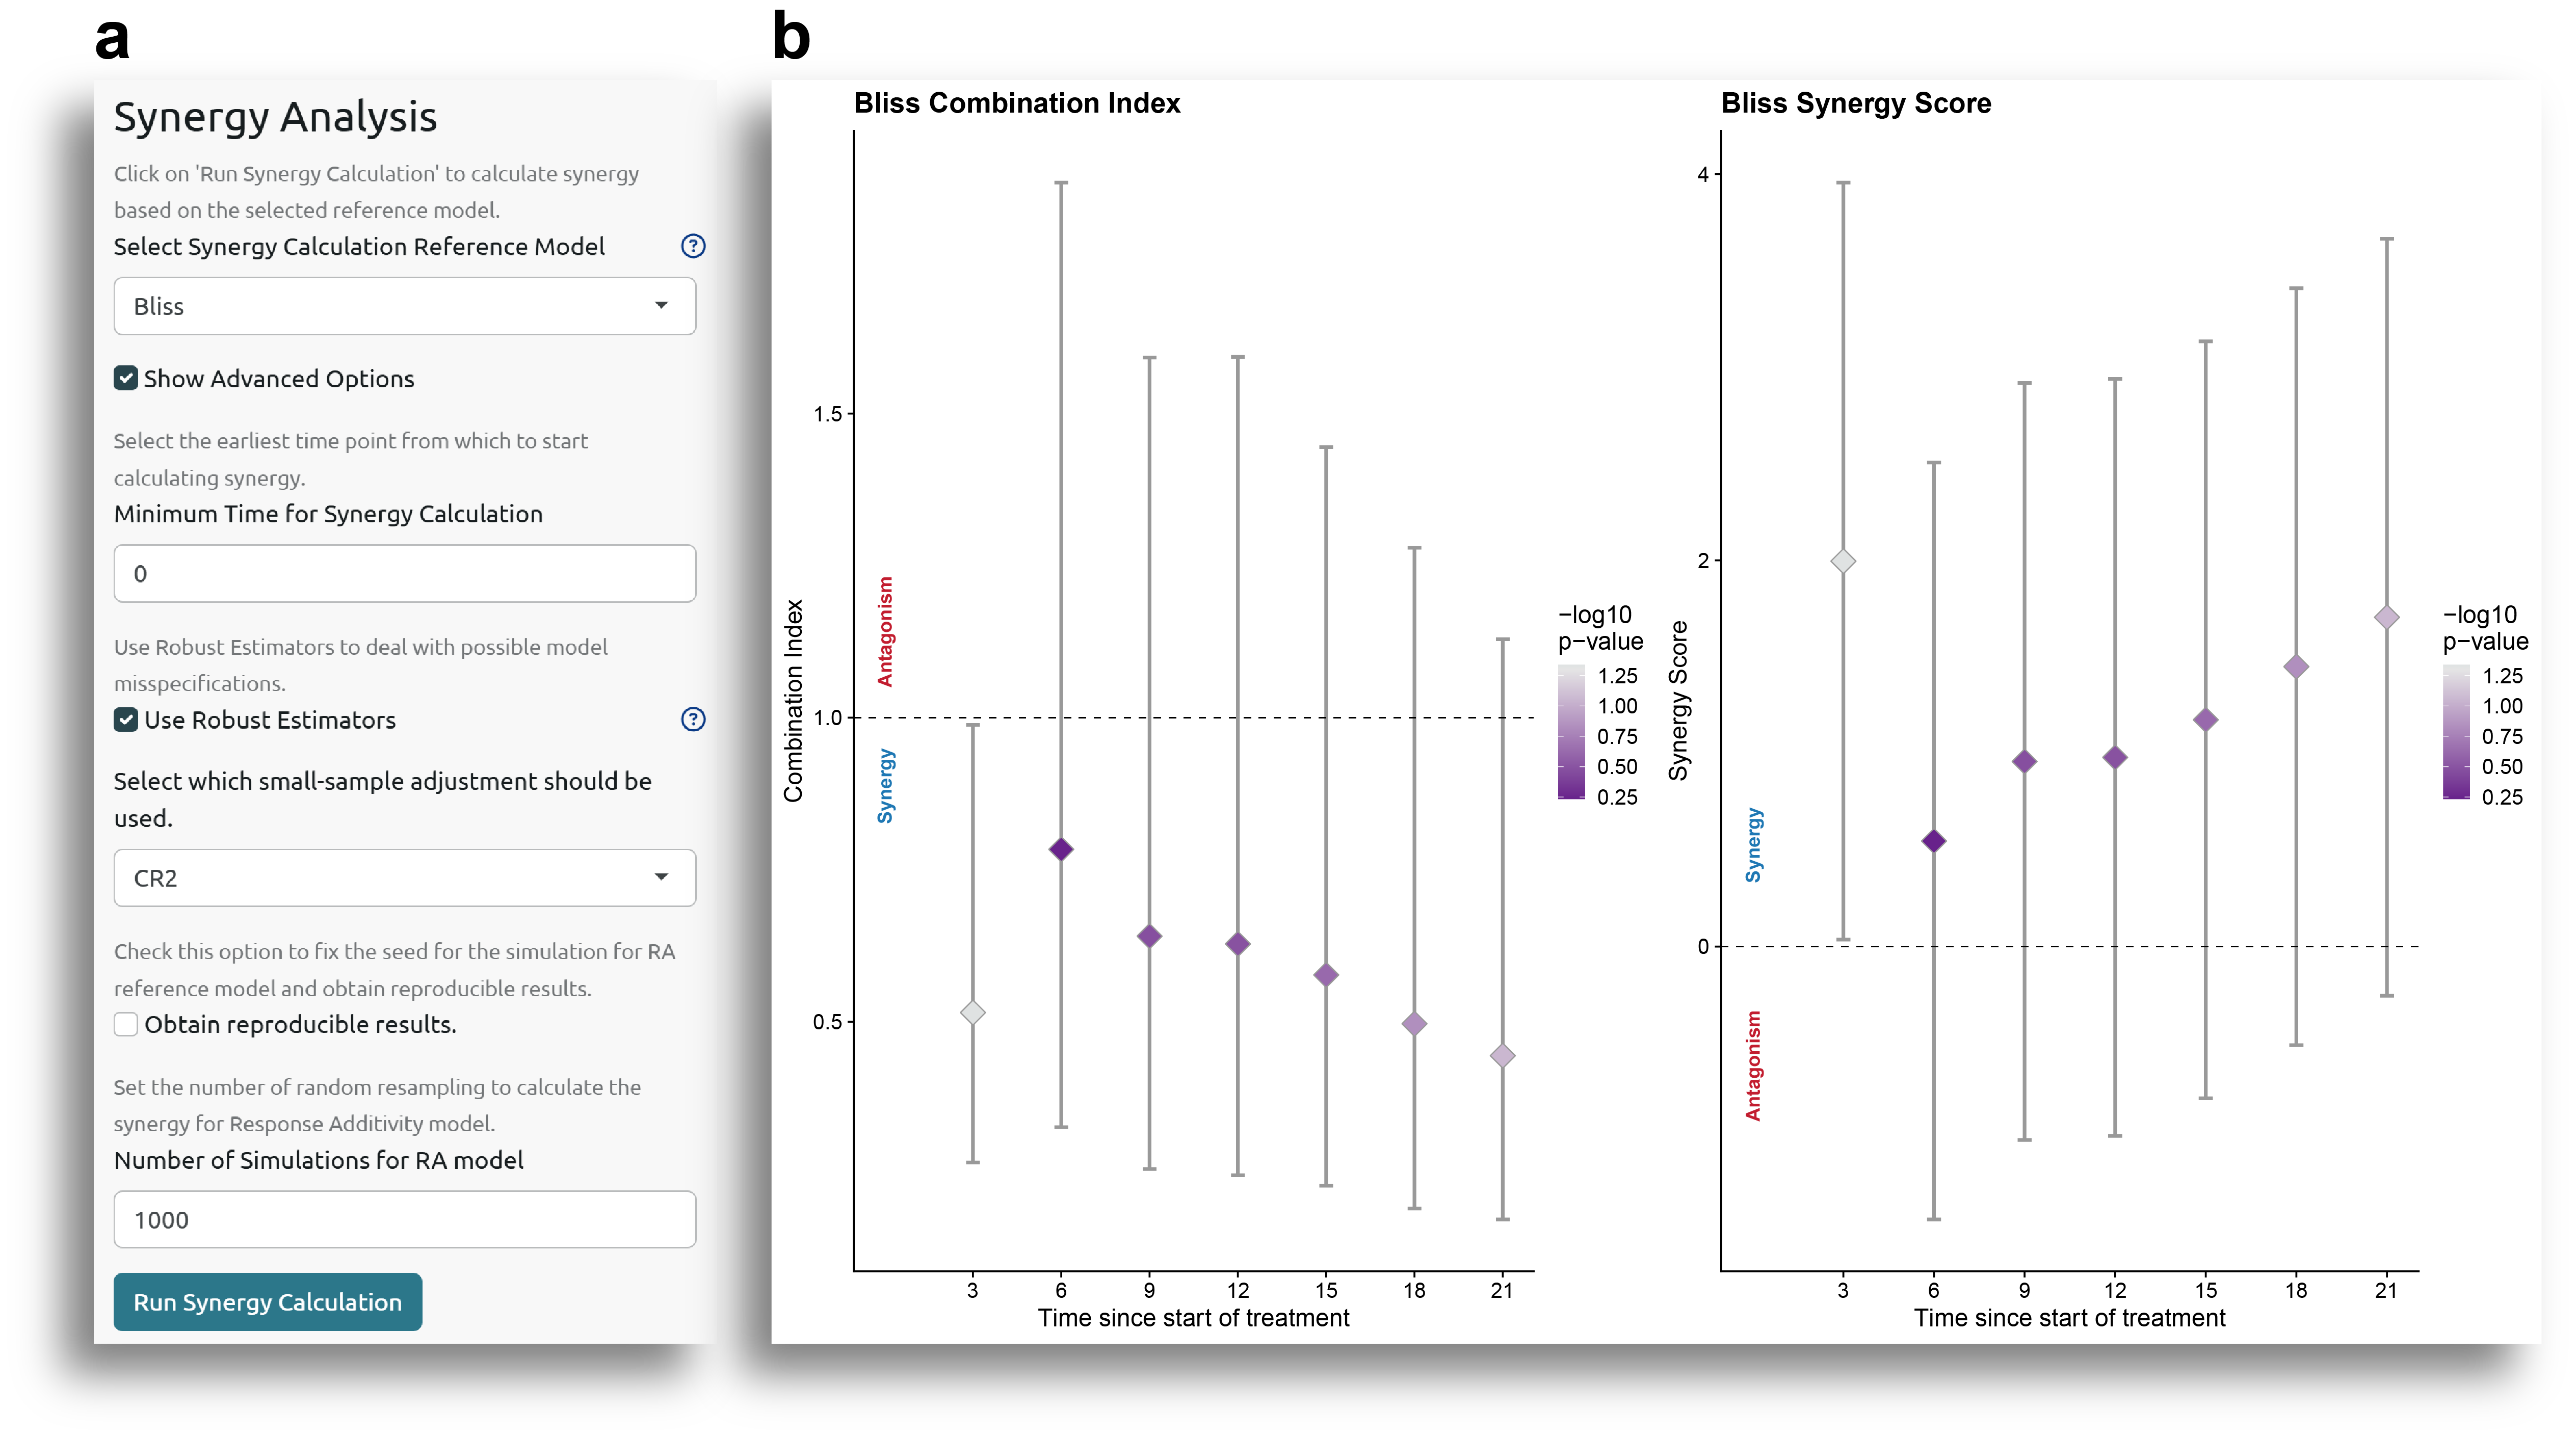 a
Synergy Analysis
Click on 'Run Synergy Calculation' to calculate synergy
based on the selected reference model.
Select Synergy Calculation Reference Model
?
Bliss
Show Advanced Options
Select the earliest time point from which to start
calculating synergy.
Minimum Time for Synergy Calculation
0
Use Robust Estimators to deal with possible model
misspecifications.
Use Robust Estimators
?
Select which small-sample adjustment should be
used.
CR2
Check this option to fix the seed for the simulation for RA
reference model and obtain reproducible results.
Obtain reproducible results.
Set the number of random resampling to calculate the
synergy for Response Additivity model.
Number of Simulations for RA model
1000
Run Synergy Calculation
b
Bliss Combination Index
Combination Index
1.5
1.0
0.5
Antagonism
Synergy
3 6 9 12 15 18 21
Time since start of treatment
−log10
p−value
1.25
1.00
0.75
0.50
0.25
Bliss Synergy Score
Synergy Score
4
2
0
Synergy
Antagonism
3 6 9 12 15 18 21
Time since start of treatment
−log10
p−value
1.25
1.00
0.75
0.50
0.25